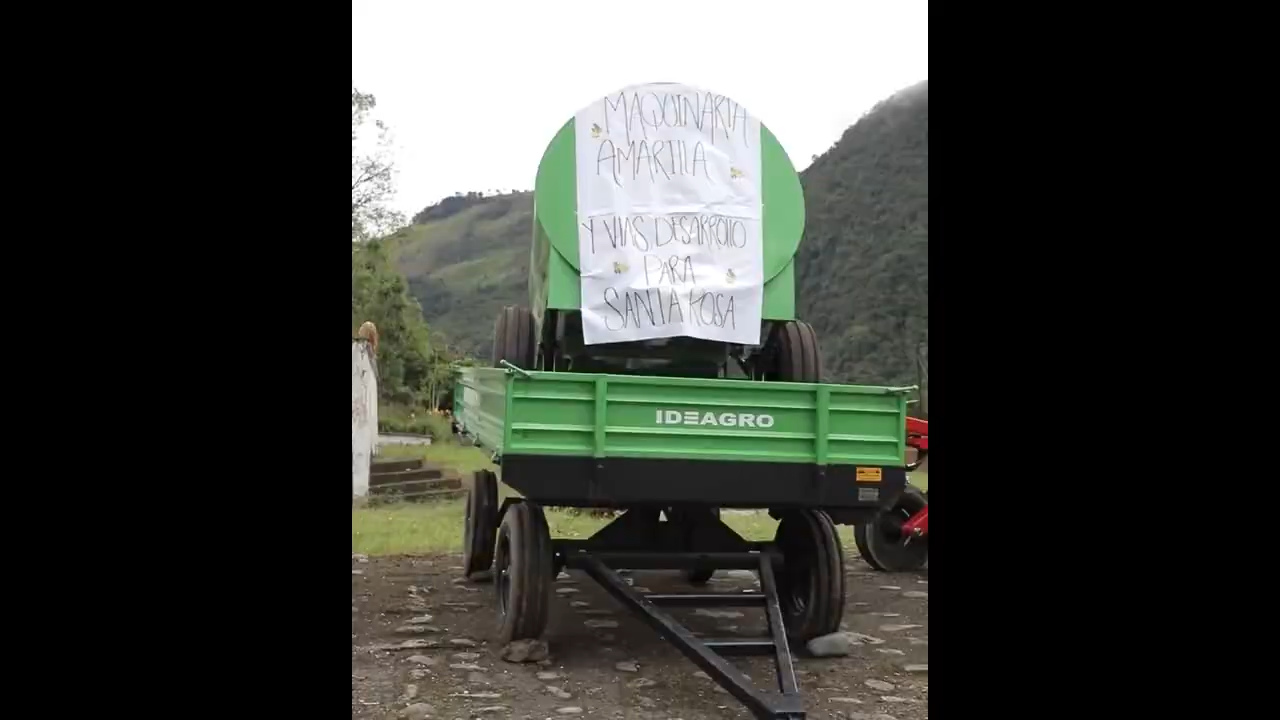 MAQUINARIA
AMARILLA
Y VIAS DESARROLLO
PARA
SANTA ROSA
IDEAGRO